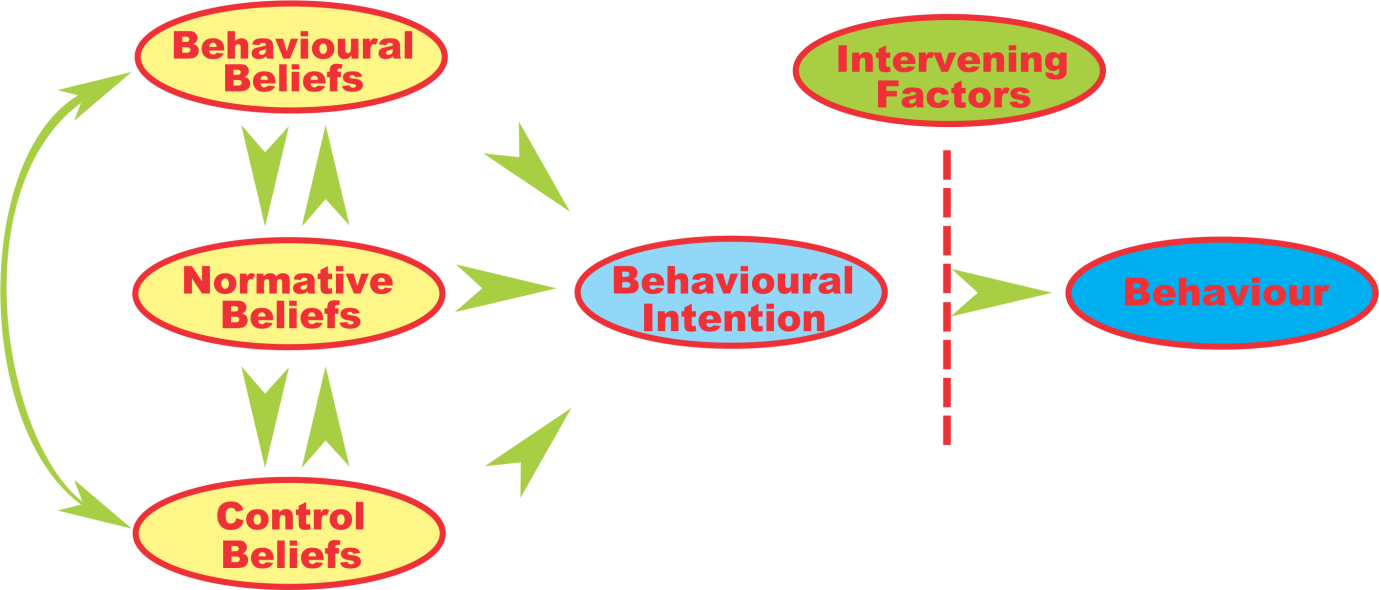 Behavioural
Beliefs
Intervening
Factors
Normative
Beliefs
Behavioural
Intention
Behaviour
Control
Beliefs